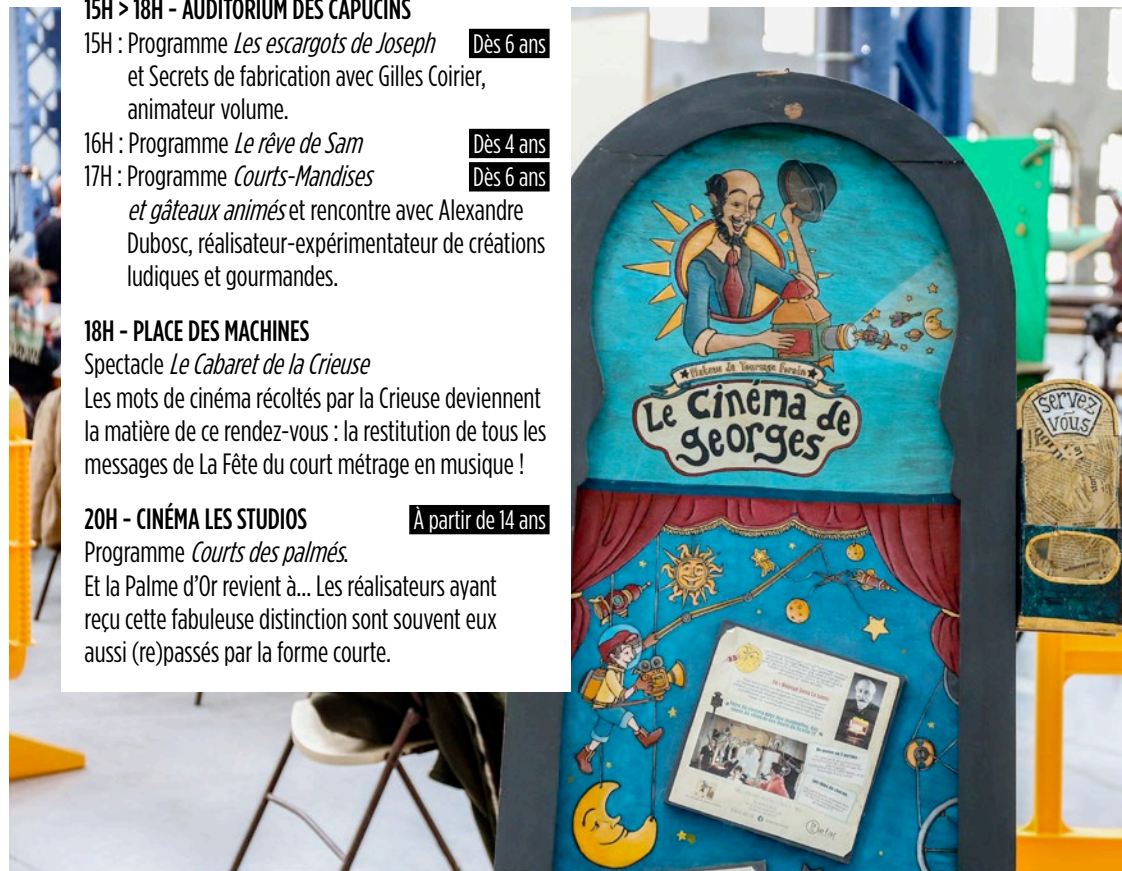 15H > 18H - AUDITORIUM DES CAPUCINS
15H : Programme Les escargots de Joseph Dès 6 ans
et Secrets de fabrication avec Gilles Coirier,
animateur volume.
16H : Programme Le rêve de Sam Dès 4 ans
17H : Programme Courts-Mandises Dès 6 ans
et gâteaux animés et rencontre avec Alexandre
Dubosc, réalisateur-expérimentateur de créations
ludiques et gourmandes.
18H - PLACE DES MACHINES
Spectacle Le Cabaret de la Crieuse
Les mots de cinéma récoltés par la Crieuse deviennent
la matière de ce rendez-vous : la restitution de tous les
messages de La Fête du court métrage en musique !
20H - CINÉMA LES STUDIOS À partir de 14 ans
Programme Courts des palmés.
Et la Palme d'Or revient à... Les réalisateurs ayant
reçu cette fabuleuse distinction sont souvent eux
aussi (re)passés par la forme courte.
Le cinéma de
georges
servez
vous